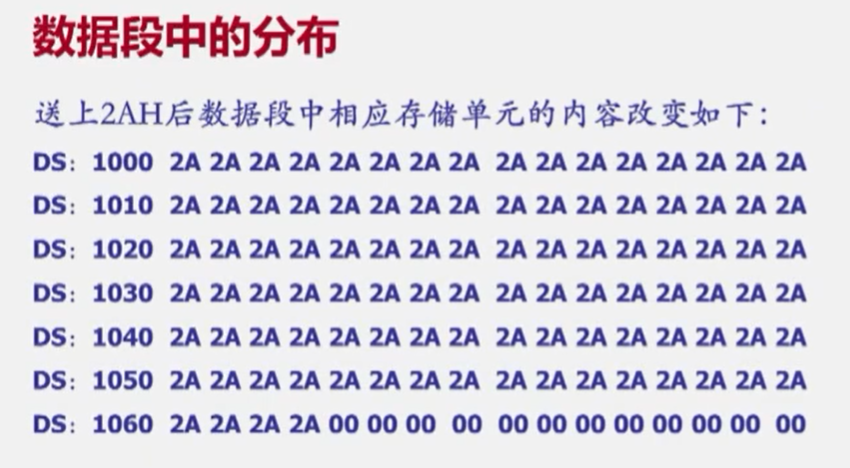 数据段中的分布
送上2AH后数据段中相应存储单元的内容改变如下：
DS：1000 2A 2A 2A 2A 2A 2A 2A 2A 2A 2A 2A 2A 2A 2A 2A 2A
DS：1010 2A 2A 2A 2A 2A 2A 2A 2A 2A 2A 2A 2A 2A 2A 2A 2A
DS：1020 2A 2A 2A 2A 2A 2A 2A 2A 2A 2A 2A 2A 2A 2A 2A 2A
DS：1030 2A 2A 2A 2A 2A 2A 2A 2A 2A 2A 2A 2A 2A 2A 2A 2A
DS：1040 2A 2A 2A 2A 2A 2A 2A 2A 2A 2A 2A 2A 2A 2A 2A 2A
DS：1050 2A 2A 2A 2A 2A 2A 2A 2A 2A 2A 2A 2A 2A 2A 2A 2A
DS：1060 2A 2A 2A 2A 00 00 00 00 00 00 00 00 00 00 00 00